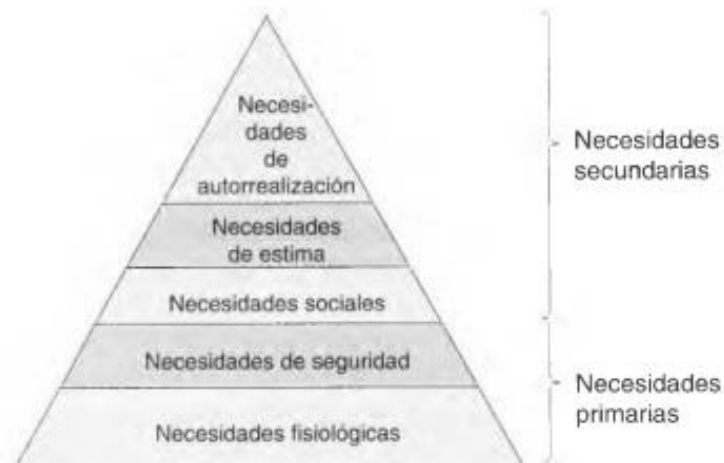 Necesi-
dades
de
autorrealización
Necesidades
secundarias
Necesidades
de estima
Necesidades sociales
Necesidades de seguridad
Necesidades
primarias
Necesidades fisiológicas